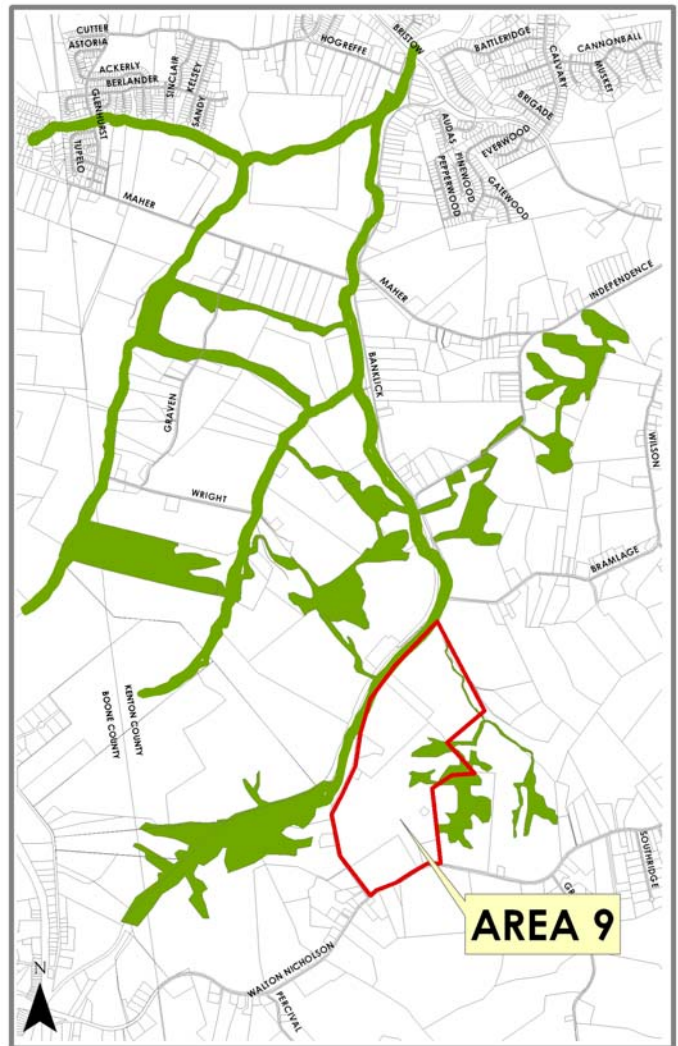 CUTTER
ASTORIA
ACKERLY
BERLANDER
GLENHURST
TUPELO
SINCLAIR
KELSEY
SANDY
HOGREFFE
BRISTOW
BATTLERIDGE
CALVARY
CANNONBALL
MUSKET
BRIGADE
AUDAS
EVERWOOD
PINEWOOD
PEPPERWOOD
GATEWOOD
MAHER
MAHER
INDEPENDENCE
BANKLICK
GRAVEN
WILSON
WRIGHT
BRAMLAGE
KENTON COUNTY
BOONE COUNTY
SOUTHRIDGE
GR
AREA 9
WALTON NICHOLSON
PERCIVAL
N